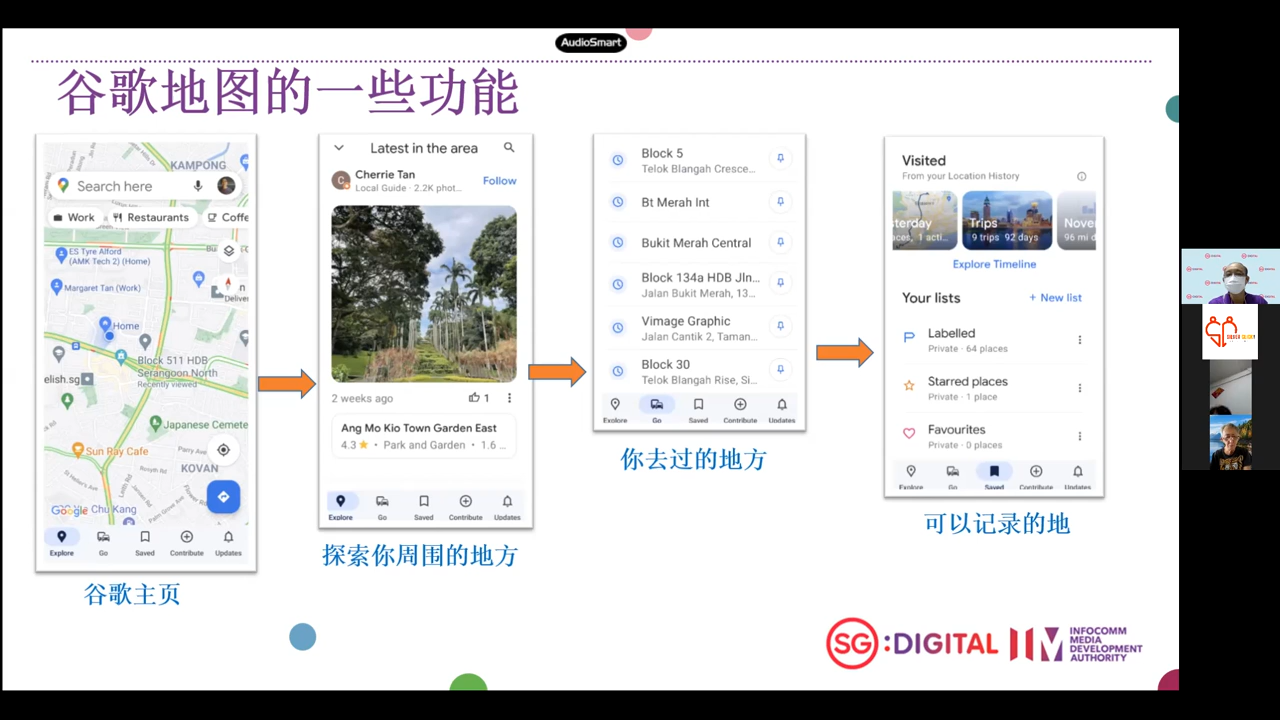 AudioSmart
谷歌地图的一些功能
KAMPONG
Search here
Work
Restaurants
Coffe
ES Tyre Alford
(AMK Tech 2) (Home)
Margaret Tan (Work)
Deliver
Home
Block 511 HDB
Serangoon North
Recently viewed
elish.sg
Japanese Cemete
Sun Ray Cafe
KOVAN
Google
Chu Kang
Explore
Go
Saved
Contribute
Updates
谷歌主页
Latest in the area
Cherrie Tan
Local Guide · 2.2K phot...
Follow
2 weeks ago
1
Ang Mo Kio Town Garden East
4.3 ★ · Park and Garden · 1.6 ...
Explore
Go
Saved
Contribute
Updates
探索你周围的地方
Block 5
Telok Blangah Cresce...
Bt Merah Int
Bukit Merah Central
Block 134a HDB Jln...
Jalan Bukit Merah, 13...
Vimage Graphic
Jalan Cantik 2, Taman...
Block 30
Telok Blangah Rise, Si...
Explore
Go
Saved
Contribute
Updates
你去过的地方
Visited
From your Location History
terday
aces, 1 acti...
Trips
9 trips 92 days
Nove
96 mi d
Explore Timeline
Your lists
+ New list
Labelled
Private · 64 places
Starred places
Private · 1 place
Favourites
Private · 0 places
Explore
Go
Saved
Contribute
Updates
可以记录的地
SG:DIGITAL
INFOCOMM
MEDIA
DEVELOPMENT
AUTHORITY